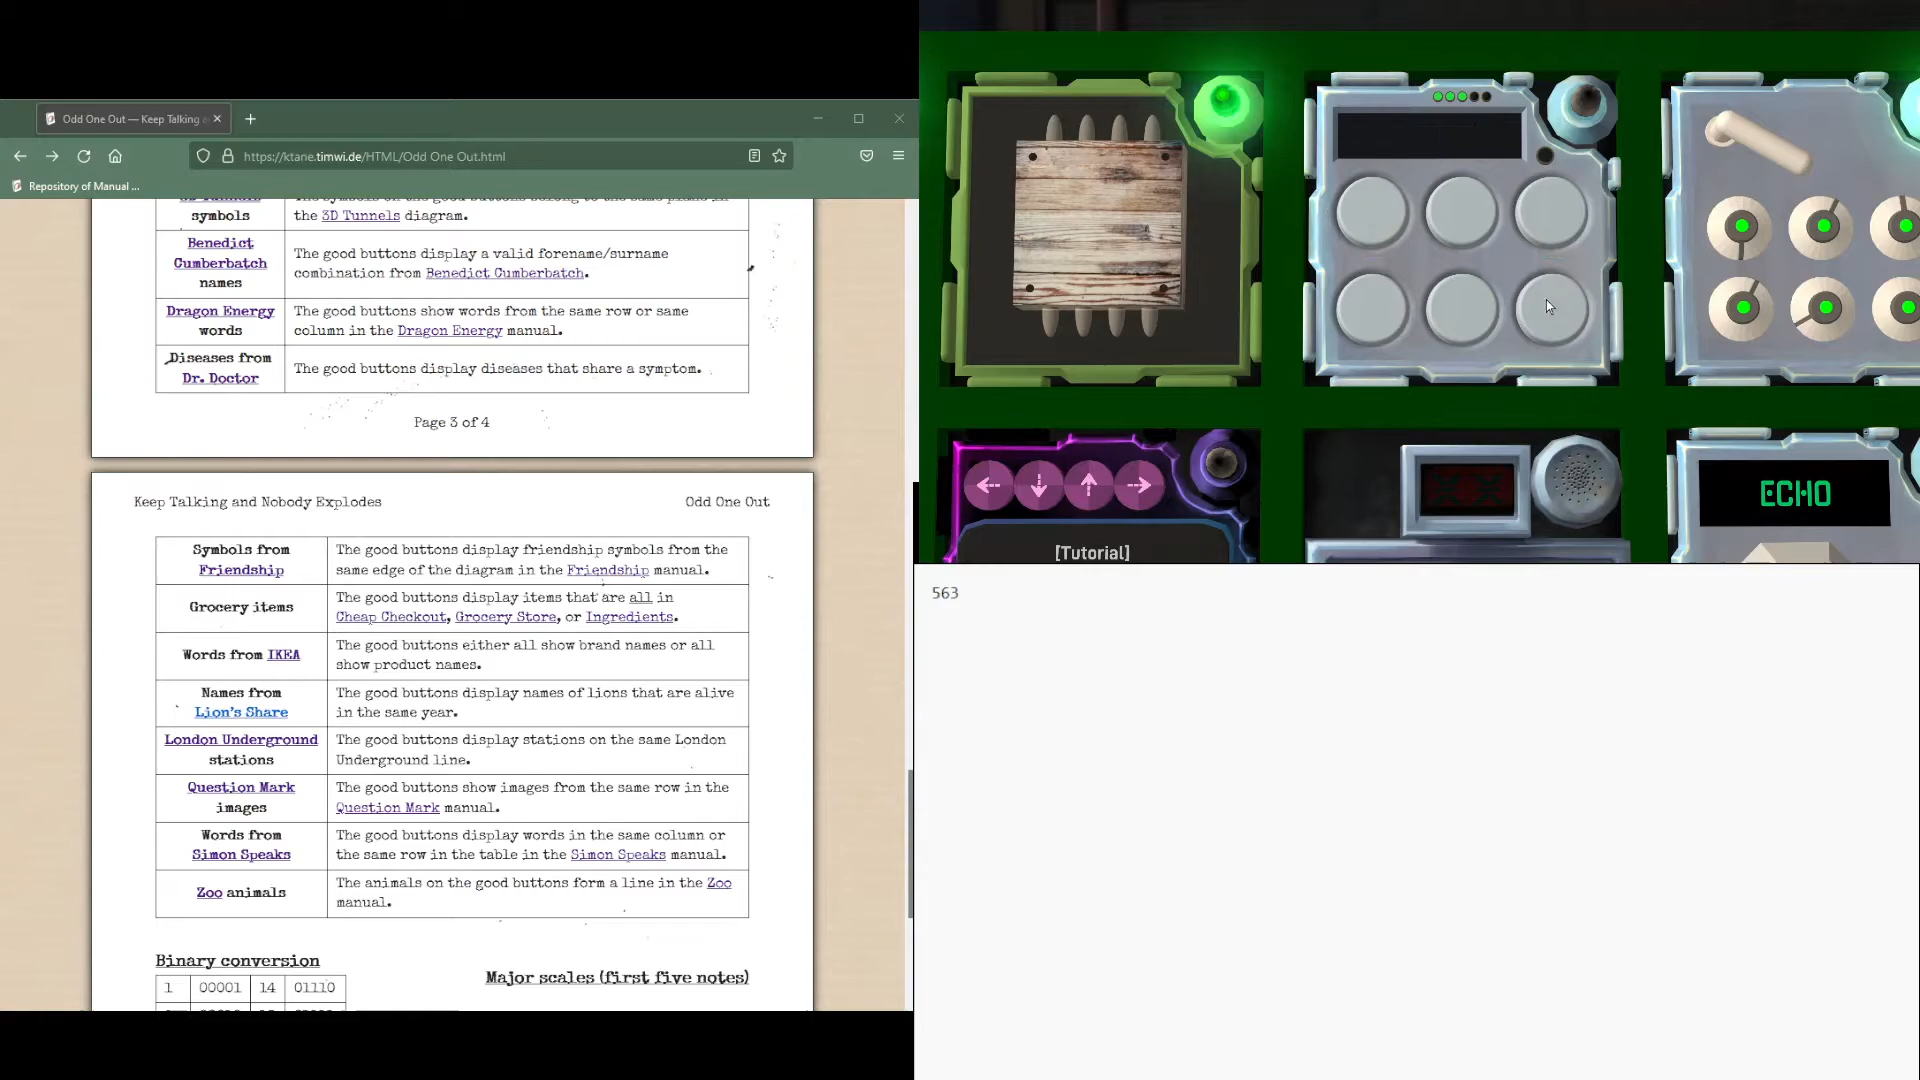 Odd One Out — Keep Talking a
https://ktane.timwi.de/HTML/Odd One Out.html
Repository of Manual ...
symbols
the 3D Tunnels diagram.
Benedict
Cumberbatch
names
The good buttons display a valid forename/surname
combination from Benedict Cumberbatch.
Dragon Energy
words
The good buttons show words from the same row or same
column in the Dragon Energy manual.
Diseases from
Dr. Doctor
The good buttons display diseases that share a symptom.
Page 3 of 4
Keep Talking and Nobody Explodes
Odd One Out
Symbols from
Friendship
The good buttons display friendship symbols from the
same edge of the diagram in the Friendship manual.
Grocery items
The good buttons display items that are all in
Cheap Checkout, Grocery Store, or Ingredients.
Words from IKEA
The good buttons either all show brand names or all
show product names.
Names from
Lion's Share
The good buttons display names of lions that are alive
in the same year.
London Underground
stations
The good buttons display stations on the same London
Underground line.
Question Mark
images
The good buttons show images from the same row in the
Question Mark manual.
Words from
Simon Speaks
The good buttons display words in the same column or
the same row in the table in the Simon Speaks manual.
Zoo animals
The animals on the good buttons form a line in the Zoo
manual.
Binary conversion
1 00001 14 01110
Major scales (first five notes)
[Tutorial]
ECHO
563